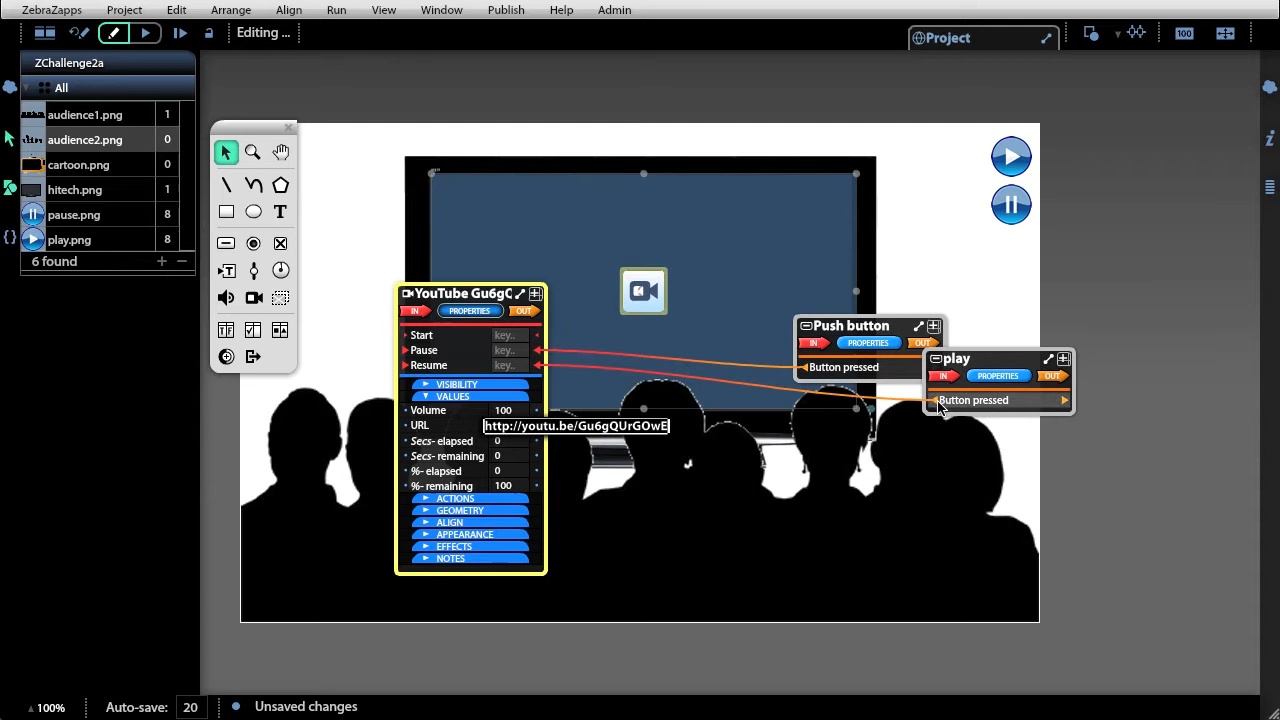 ZebraZapps Project Edit Arrange Align Run View Window Publish Help Admin
Editing ...
Project
100
ZChallenge2a
All
audience1.png 1
audience2.png 0
cartoon.png 0
hitech.png 1
pause.png 8
play.png 8
6 found
YouTube Gu6gC
IN PROPERTIES OUT
Start key..
Pause key..
Resume key..
VISIBILITY
VALUES
Volume 100
URL http://youtu.be/Gu6gQUrGOwE
Secs- elapsed 0
Secs- remaining 0
%- elapsed 0
%- remaining 100
ACTIONS
GEOMETRY
ALIGN
APPEARANCE
EFFECTS
NOTES
Push button
IN PROPERTIES OUT
Button pressed
play
IN PROPERTIES OUT
Button pressed
100% Auto-save: 20 Unsaved changes